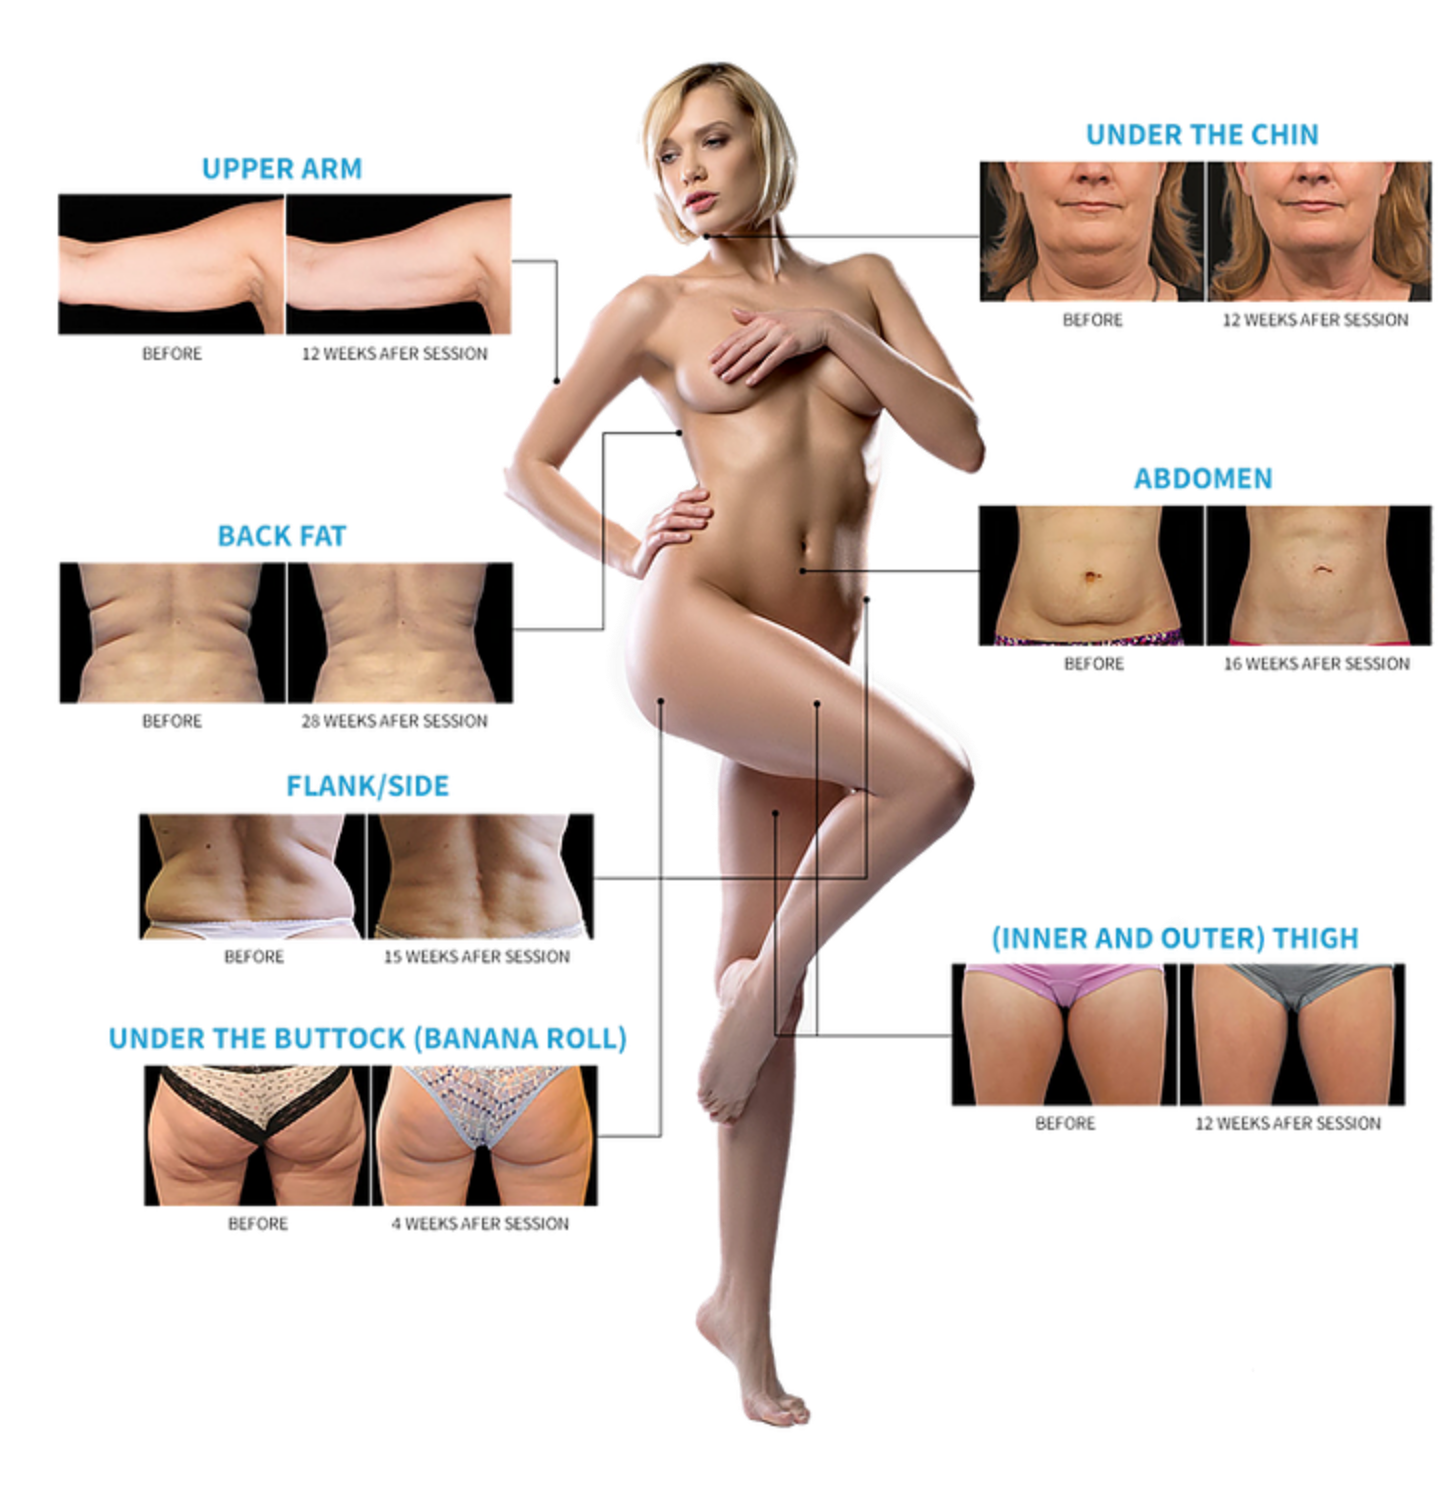 UPPER ARM
BEFORE
12 WEEKS AFER SESSION
UNDER THE CHIN
BEFORE
12 WEEKS AFER SESSION
BACK FAT
BEFORE
28 WEEKS AFER SESSION
ABDOMEN
BEFORE
16 WEEKS AFER SESSION
FLANK/SIDE
BEFORE
15 WEEKS AFER SESSION
(INNER AND OUTER) THIGH
BEFORE
12 WEEKS AFER SESSION
UNDER THE BUTTOCK (BANANA ROLL)
BEFORE
4 WEEKS AFER SESSION